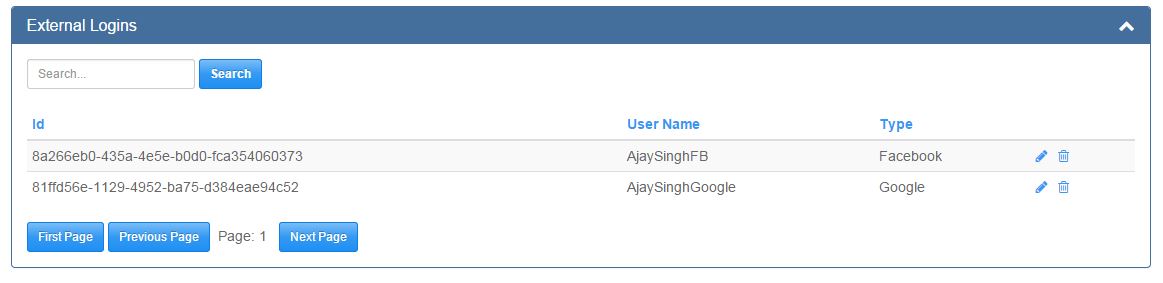 External Logins
Search... Search
Id User Name Type
8a266eb0-435a-4e5e-b0d0-fca354060373 AjaySinghFB Facebook
81ffd56e-1129-4952-ba75-d384eae94c52 AjaySinghGoogle Google
First Page Previous Page Page: 1 Next Page